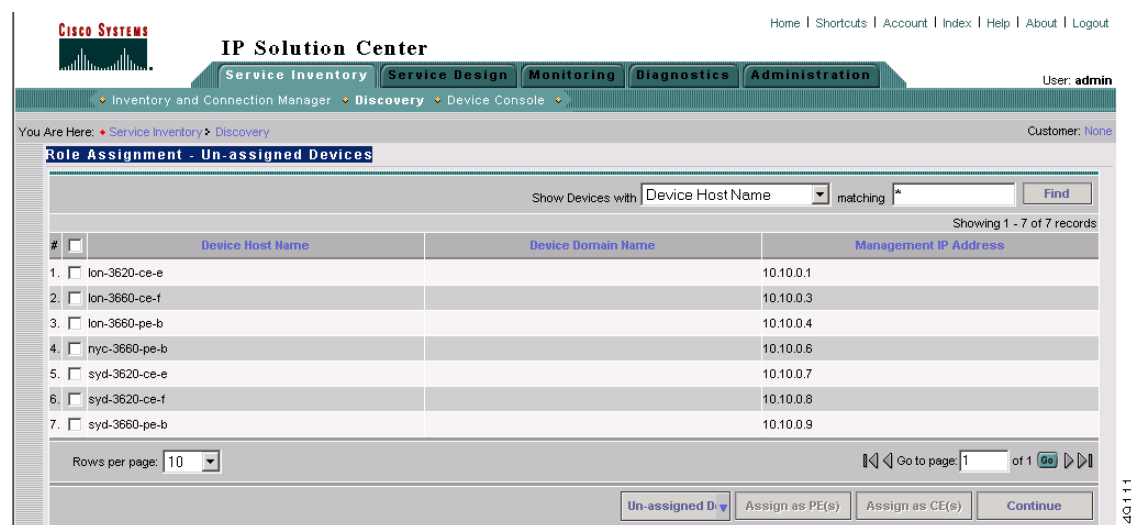 Home | Shortcuts | Account | Index | Help | About | Logout
CISCO SYSTEMS
IP Solution Center
Service Inventory Service Design Monitoring Diagnostics Administration
User: admin
Inventory and Connection Manager Discovery Device Console
You Are Here: Service Inventory Discovery
Customer: None
Role Assignment - Un-assigned Devices
Show Devices with Device Host Name matching * Find
Showing 1 - 7 of 7 records
# Device Host Name Device Domain Name Management IP Address
1. lon-3620-ce-e 10.10.0.1
2. lon-3660-ce-f 10.10.0.3
3. lon-3660-pe-b 10.10.0.4
4. nyc-3660-pe-b 10.10.0.6
5. syd-3620-ce-e 10.10.0.7
6. syd-3620-ce-f 10.10.0.8
7. syd-3660-pe-b 10.10.0.9
Rows per page: 10 Go to page: 1 of 1 Go
Un-assigned D Assign as PE(s) Assign as CE(s) Continue